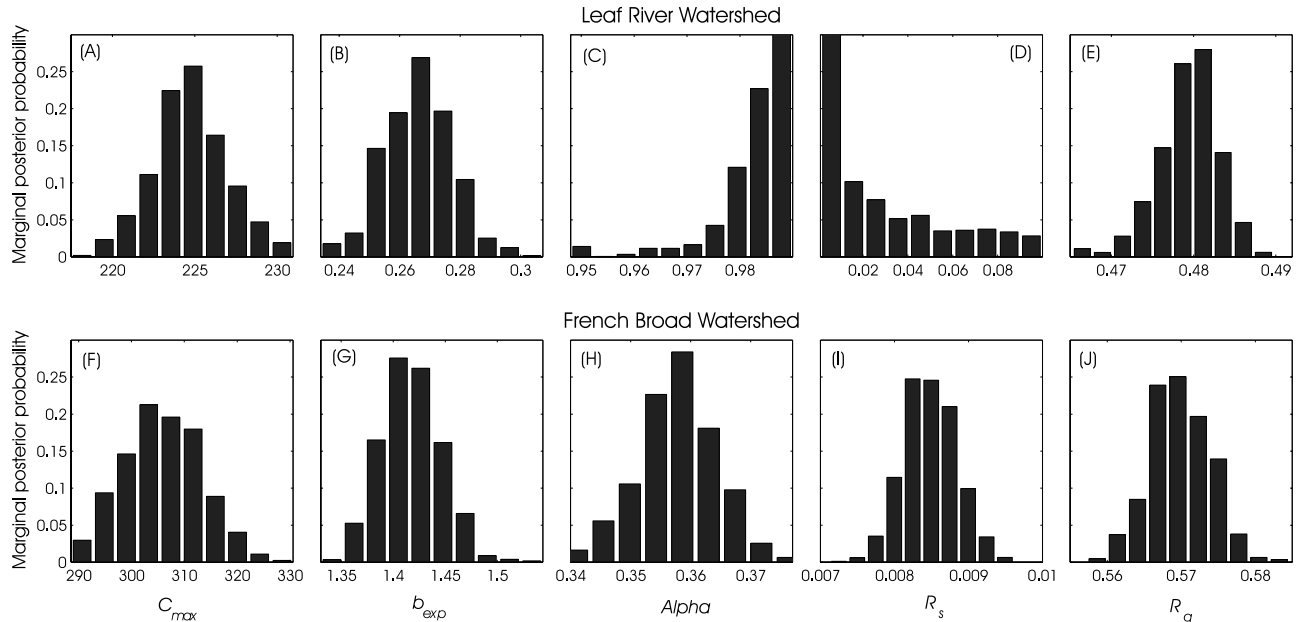 Leaf River Watershed
Marginal posterior probability
0.25
0.2
0.15
0.1
0.05
0
(A)
(B)
(C)
(D)
(E)
220 225 230
0.24 0.26 0.28 0.3
0.95 0.96 0.97 0.98
0.02 0.04 0.06 0.08
0.47 0.48 0.49
French Broad Watershed
Marginal posterior probability
0.25
0.2
0.15
0.1
0.05
0
(F)
(G)
(H)
(I)
(J)
290 300 310 320 330
1.35 1.4 1.45 1.5
0.34 0.35 0.36 0.37
0.007 0.008 0.009 0.01
0.56 0.57 0.58
C_max
b_exp
Alpha
R_s
R_q